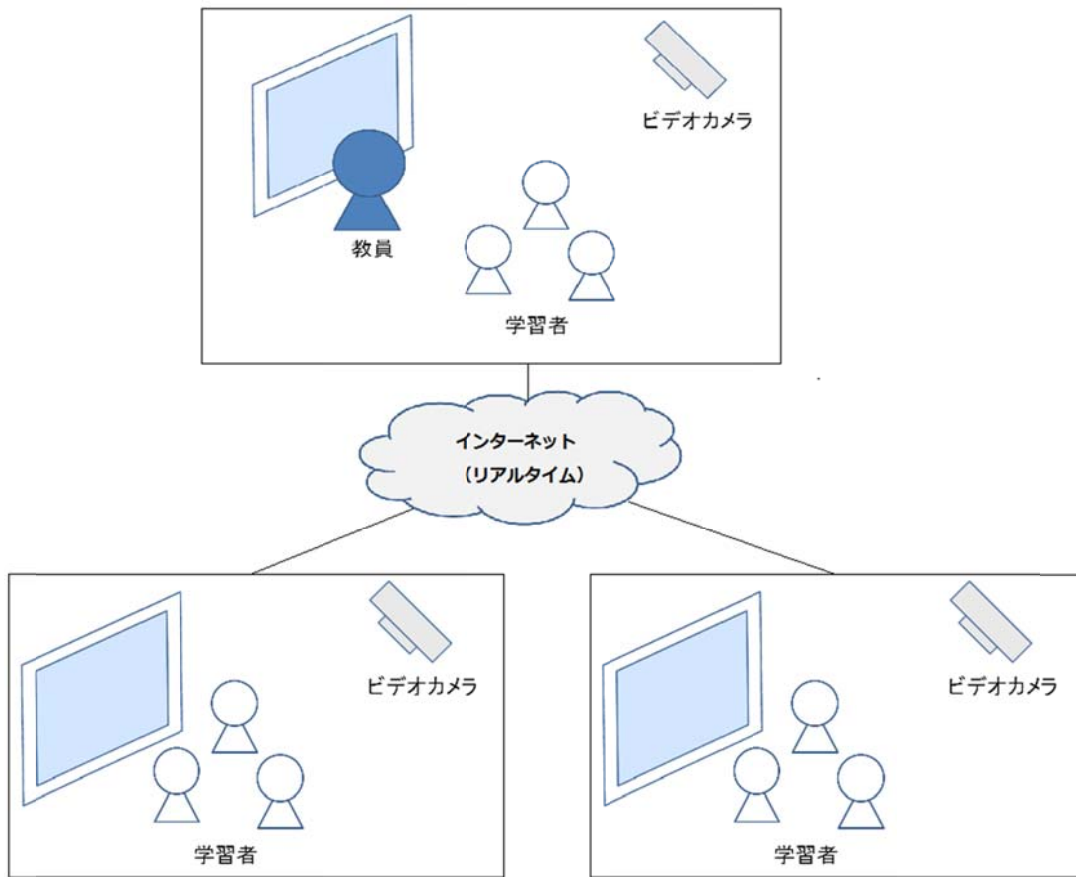 ビデオカメラ
教員
学習者
インターネット
（リアルタイム）
ビデオカメラ
学習者
ビデオカメラ
学習者